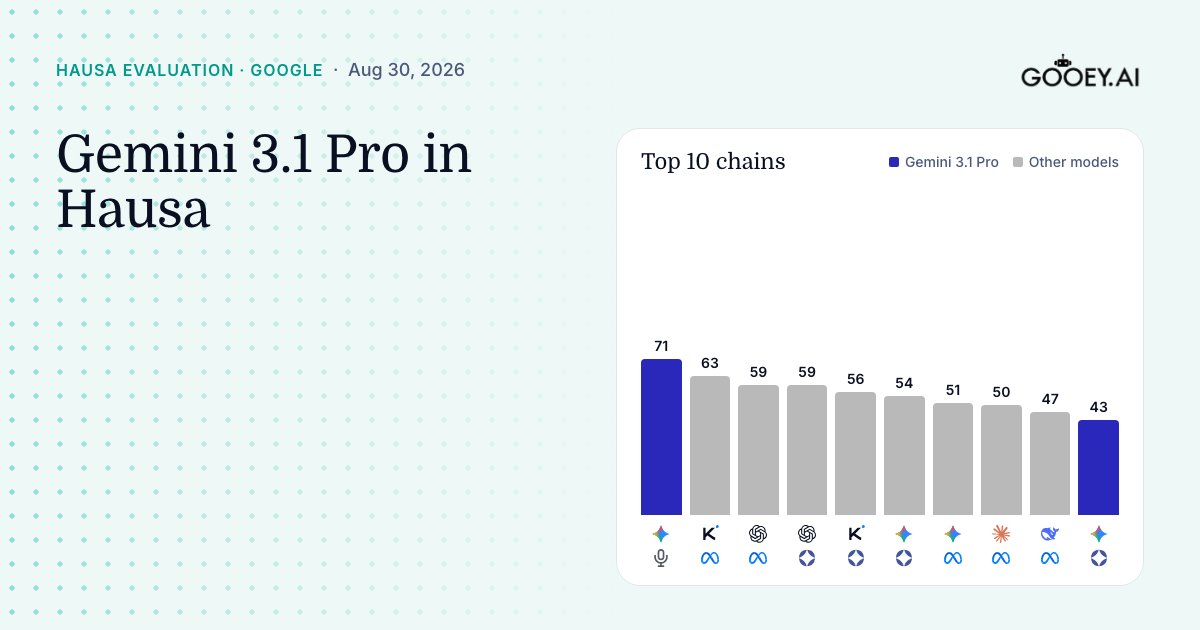 HAUSA EVALUATION · GOOGLE · Aug 30, 2026
GOOEY.AI
Gemini 3.1 Pro in
Hausa
Top 10 chains
Gemini 3.1 Pro
Other models
71
63
59
59
56
54
51
50
47
43